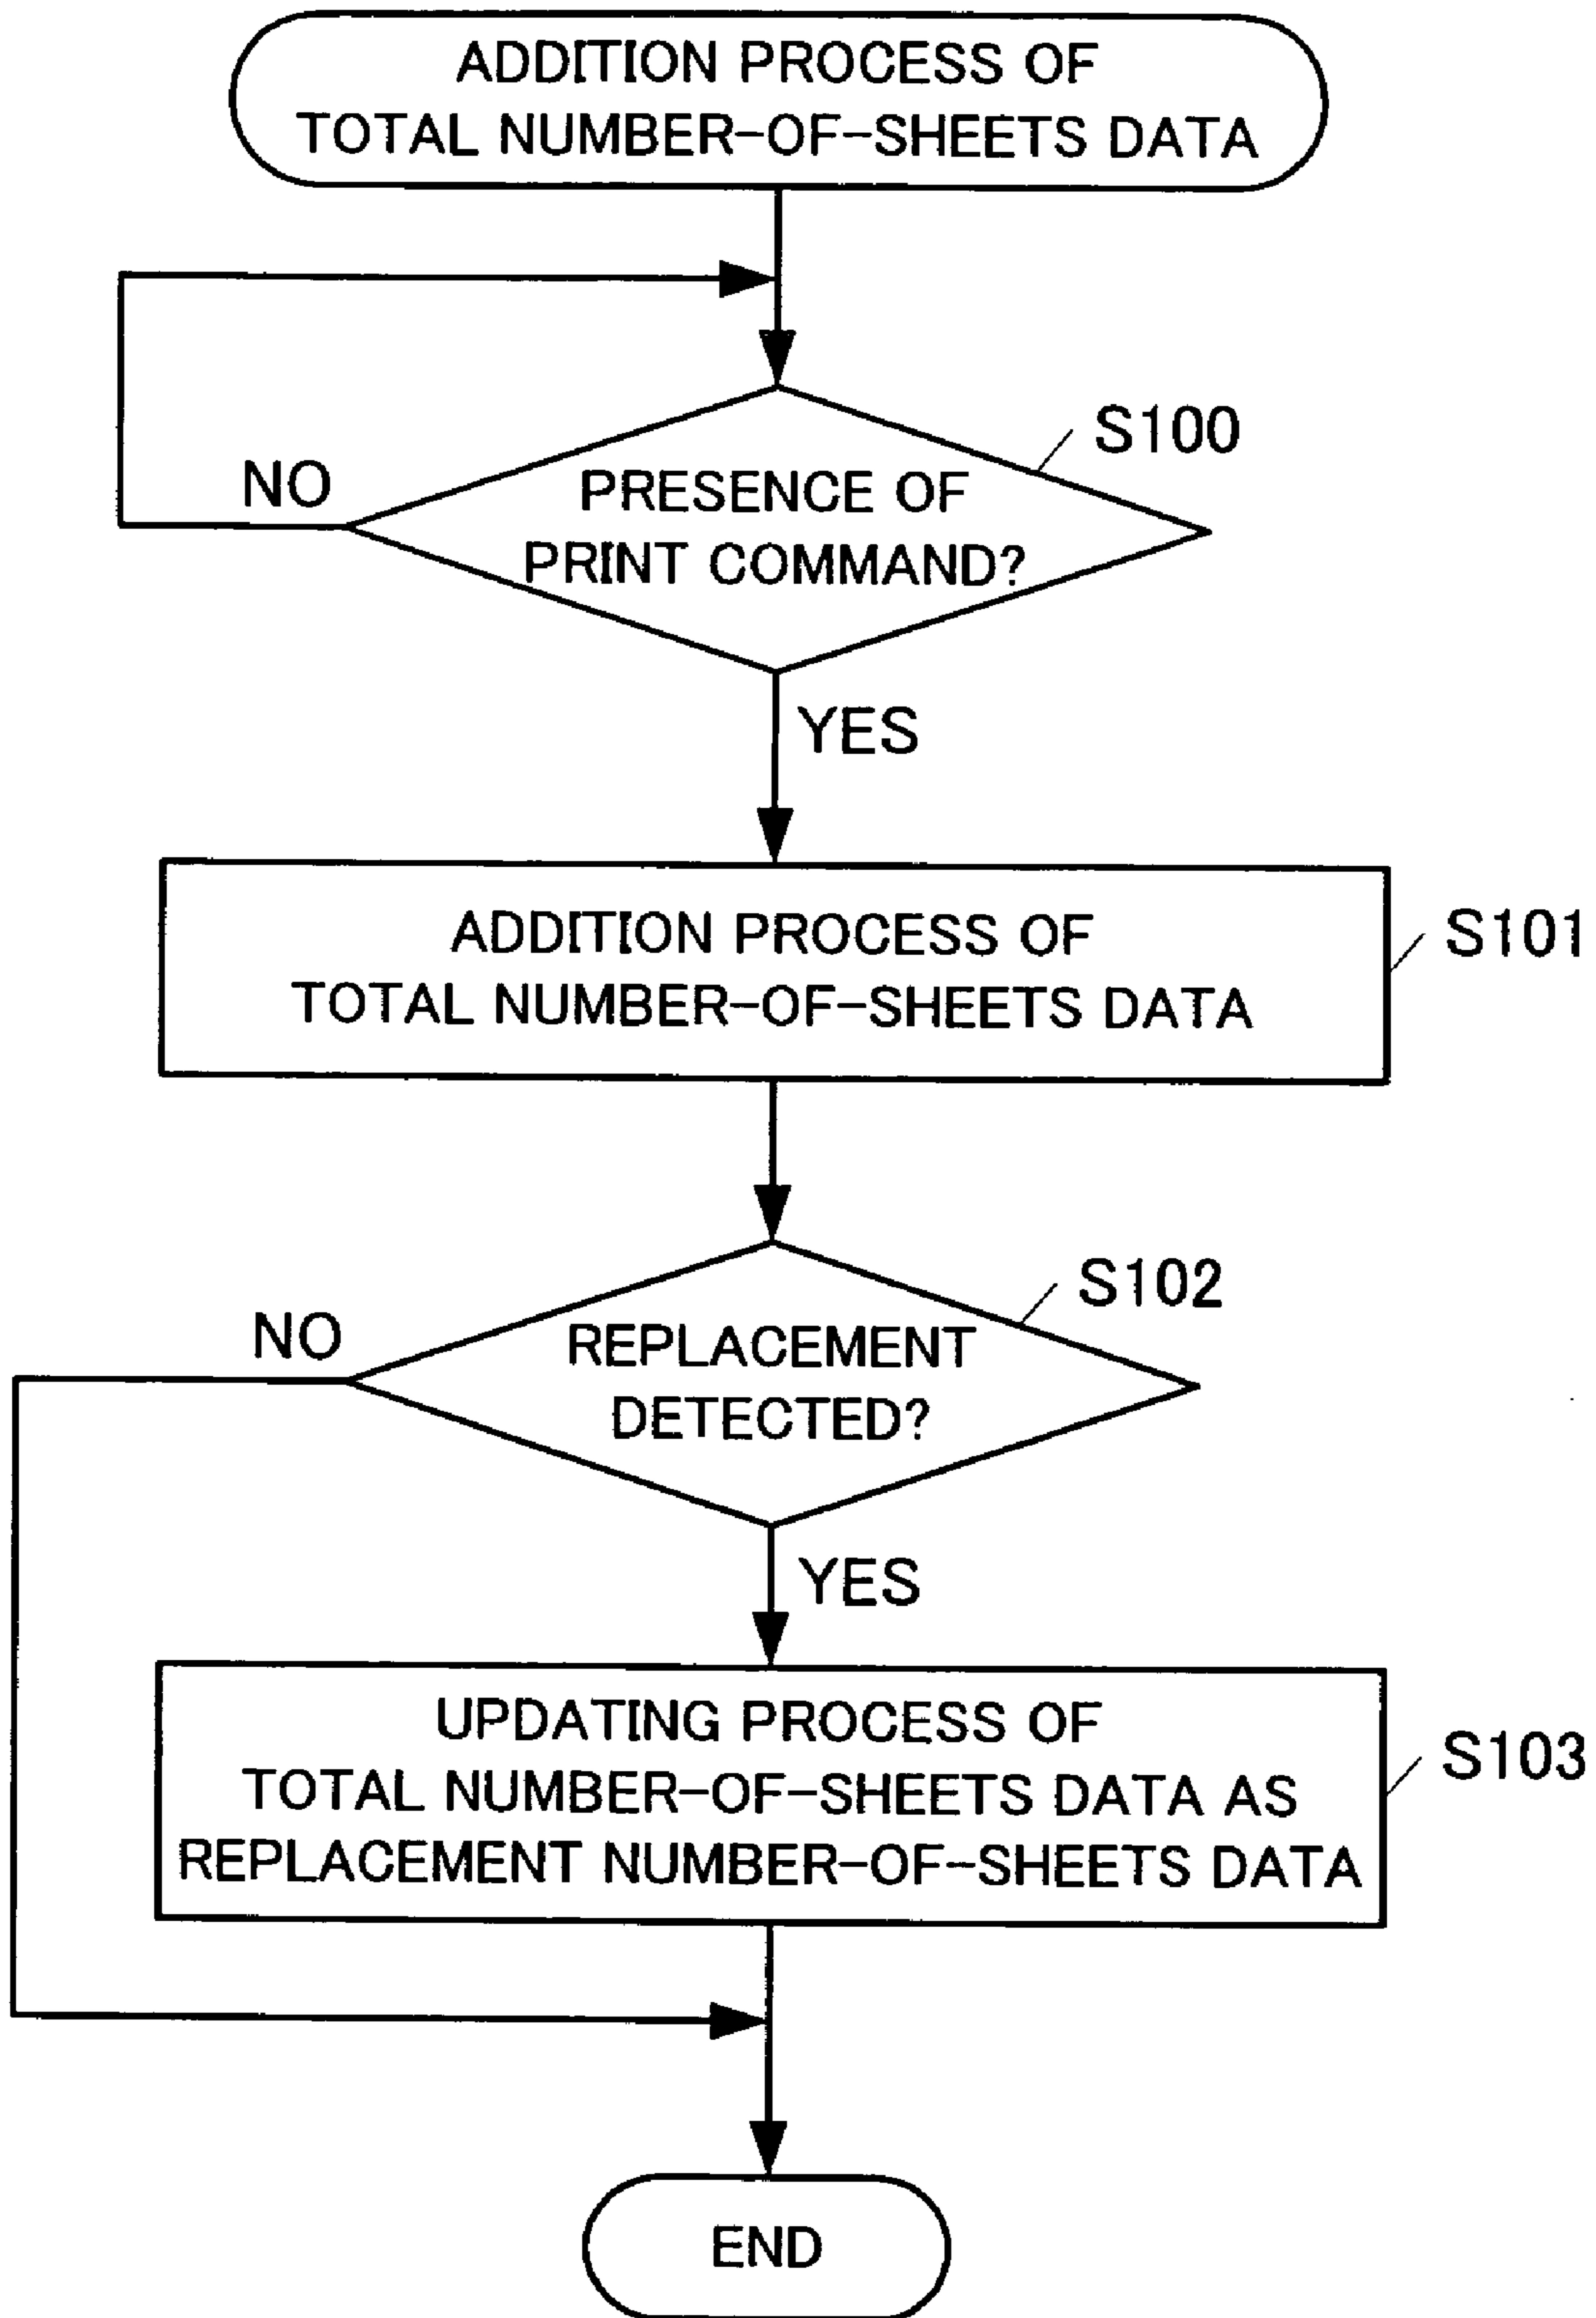 ADDITION PROCESS OF
TOTAL NUMBER-OF-SHEETS DATA
S100
NO
PRESENCE OF
PRINT COMMAND?
YES
ADDITION PROCESS OF
TOTAL NUMBER-OF-SHEETS DATA
S101
S102
NO
REPLACEMENT
DETECTED?
YES
UPDATING PROCESS OF
TOTAL NUMBER-OF-SHEETS DATA AS
REPLACEMENT NUMBER-OF-SHEETS DATA
S103
END